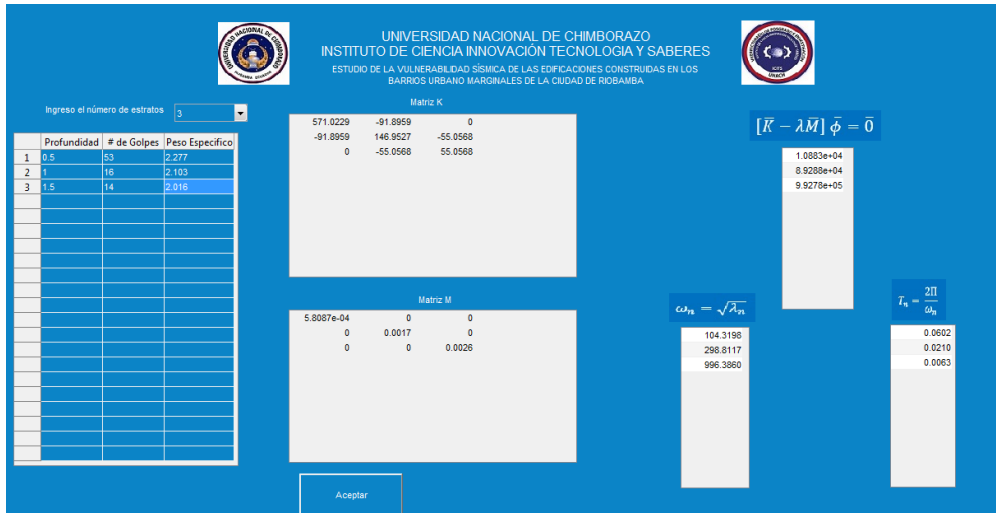 UNIVERSIDAD NACIONAL DE CHIMBORAZO
INSTITUTO DE CIENCIA INNOVACIÓN TECNOLOGIA Y SABERES
ESTUDIO DE LA VULNERABILIDAD SÍSMICA DE LAS EDIFICACIONES CONSTRUIDAS EN LOS
BARRIOS URBANO MARGINALES DE LA CIUDAD DE RIOBAMBA
Ingreso el número de estratos 3
Profundidad # de Golpes Peso Especifico
1 0.5 53 2.277
2 1 16 2.103
3 1.5 14 2.016
Matriz K
571.0229 -91.8959 0
-91.8959 146.9527 -55.0568
0 -55.0568 55.0568
Matriz M
5.8087e-04 0 0
0 0.0017 0
0 0 0.0026
Aceptar
[K̅ − λM̅] ϕ̅ = 0̅
1.0883e+04
8.9288e+04
9.9278e+05
ωₙ = √λₙ
104.3198
298.8117
996.3860
Tₙ = 2Π/ωₙ
0.0602
0.0210
0.0063